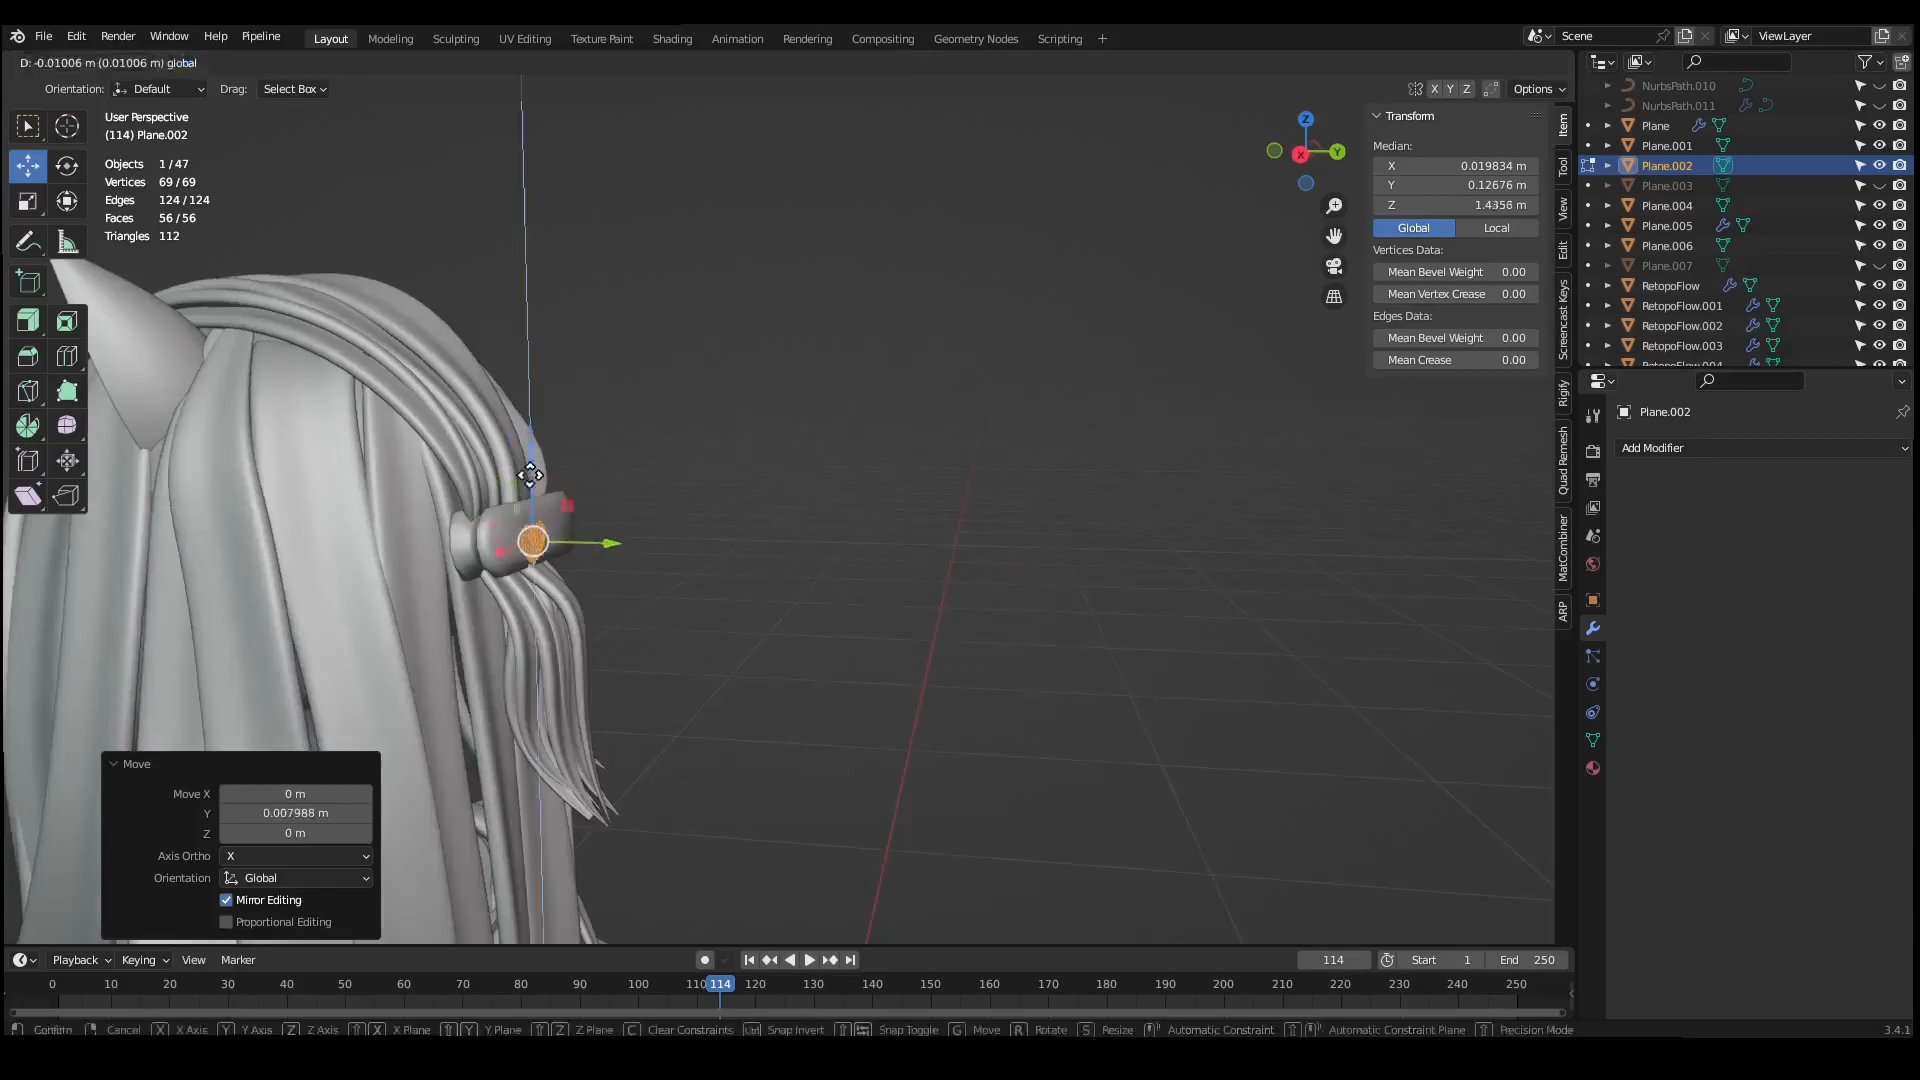 File Edit Render Window Help Pipeline Layout Modeling Sculpting UV Editing Texture Paint Shading Animation Rendering Compositing Geometry Nodes Scripting + Scene ViewLayer
D: -0.01006 m (0.01006 m) global
Orientation: Default Drag: Select Box X Y Z Options
User Perspective
(114) Plane.002
Objects 1 / 47
Vertices 69 / 69
Edges 124 / 124
Faces 56 / 56
Triangles 112
Z
X
Y
Transform
Median:
X 0.019834 m
Y 0.12676 m
Z 1.4356 m
Global Local
Vertices Data:
Mean Bevel Weight 0.00
Mean Vertex Crease 0.00
Edges Data:
Mean Bevel Weight 0.00
Mean Crease 0.00
Item
Tool
View
Edit
Screencast Keys
Rigify
Quad Remesh
MatCombiner
ARP
NurbsPath.010
NurbsPath.011
Plane
Plane.001
Plane.002
Plane.003
Plane.004
Plane.005
Plane.006
Plane.007
RetopoFlow
RetopoFlow.001
RetopoFlow.002
RetopoFlow.003
RetopoFlow.004
Plane.002
Add Modifier
Move
Move X 0 m
Y 0.007988 m
Z 0 m
Axis Ortho X
Orientation Global
Mirror Editing
Proportional Editing
Playback Keying View Marker 114 Start 1 End 250
0 10 20 30 40 50 60 70 80 90 100 110 114 120 130 140 150 160 170 180 190 200 210 220 230 240 250
Confirm Cancel X X Axis Y Y Axis Z Z Axis X X Plane Y Y Plane Z Z Plane C Clear Constraints Ctrl Snap Invert Snap Toggle G Move R Rotate S Resize Automatic Constraint Automatic Constraint Plane Precision Mode 3.4.1